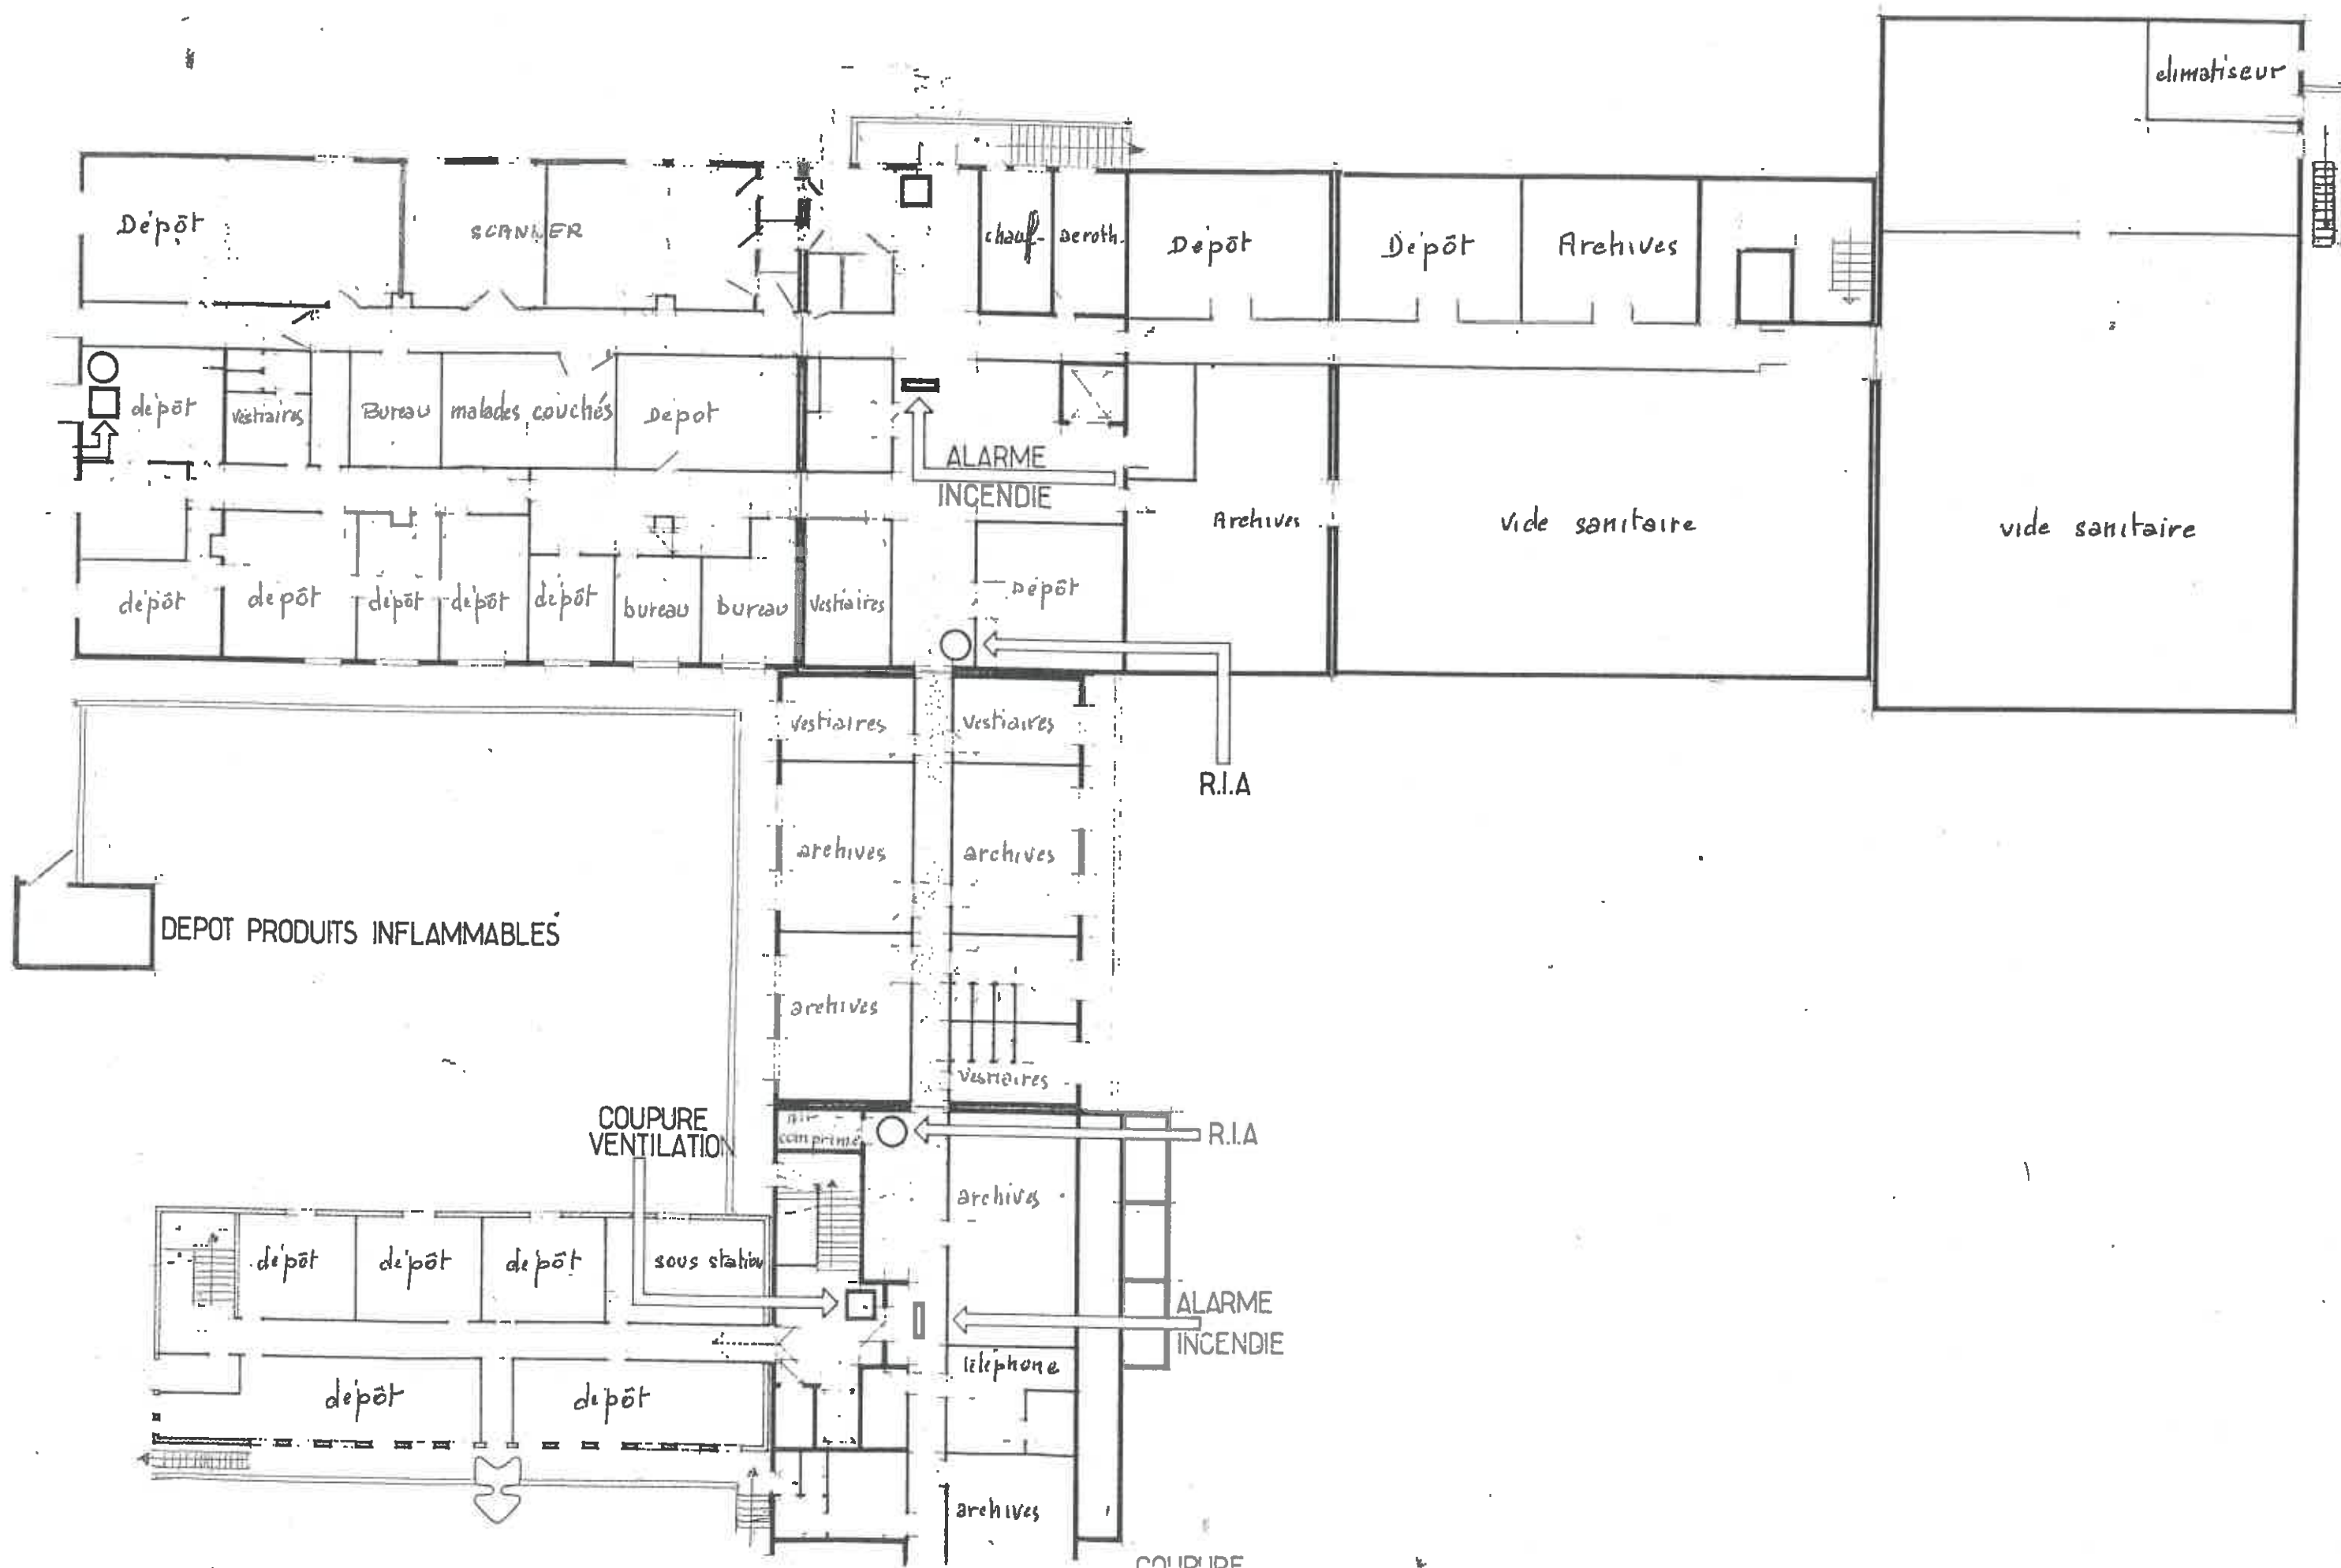 climatiseur
Dépôt
SCANNER
chauf-
aeroth.
Dépôt
Dépôt
Archives
dépôt
Vestiaires
Bureau
malades couchés
Dépot
ALARME
INCENDIE
Archives
vide sanitaire
vide sanitaire
dépôt
dépôt
dépôt
dépôt
dépôt
bureau
bureau
Vestiaires
Dépôt
Vestiaires
Vestiaires
R.I.A
archives
archives
DEPOT PRODUITS INFLAMMABLES
archives
Vestiaires
COUPURE
VENTILATION
air
comprimé
R.I.A
archives
dépôt
dépôt
dépôt
sous station
ALARME
INCENDIE
téléphone
dépôt
dépôt
archives
COUPURE